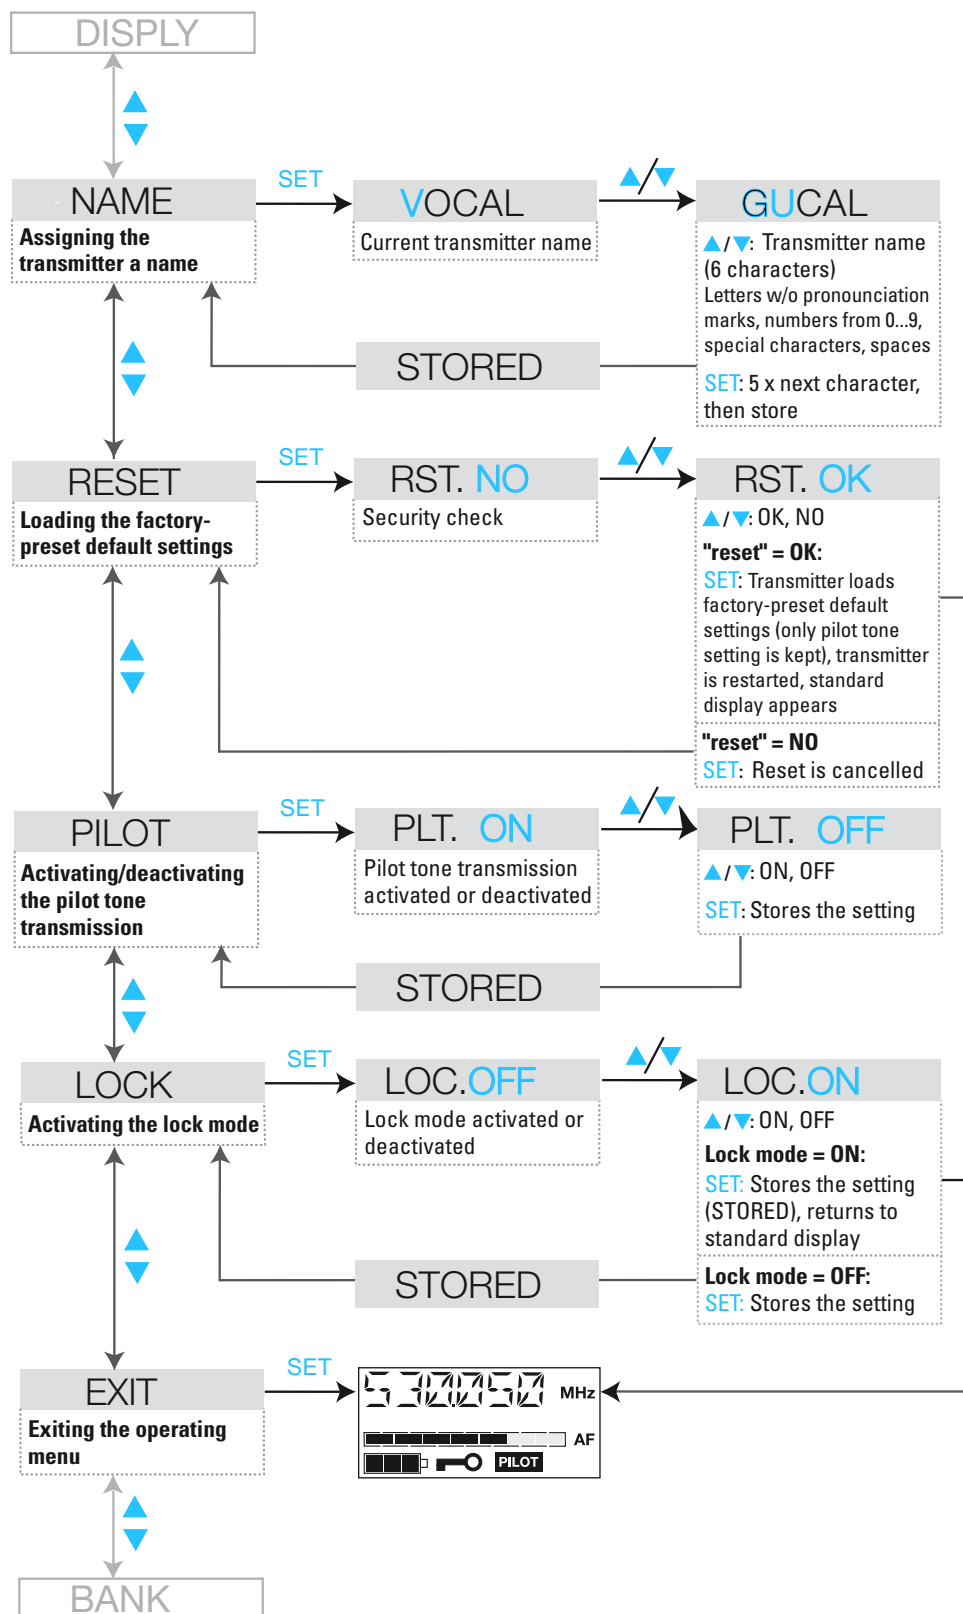 DISPLY
NAME
Assigning the
transmitter a name
SET
VOCAL
Current transmitter name
▲/▼
GUCAL
▲/▼: Transmitter name
(6 characters)
Letters w/o pronounciation
marks, numbers from 0...9,
special characters, spaces
SET: 5 x next character,
then store
STORED
RESET
Loading the factory-
preset default settings
SET
RST. NO
Security check
▲/▼
RST. OK
▲/▼: OK, NO
"reset" = OK:
SET: Transmitter loads
factory-preset default
settings (only pilot tone
setting is kept), transmitter
is restarted, standard
display appears
"reset" = NO
SET: Reset is cancelled
PILOT
Activating/deactivating
the pilot tone
transmission
SET
PLT. ON
Pilot tone transmission
activated or deactivated
▲/▼
PLT. OFF
▲/▼: ON, OFF
SET: Stores the setting
STORED
LOCK
Activating the lock mode
SET
LOC.OFF
Lock mode activated or
deactivated
▲/▼
LOC.ON
▲/▼: ON, OFF
Lock mode = ON:
SET: Stores the setting
(STORED), returns to
standard display
Lock mode = OFF:
SET: Stores the setting
STORED
EXIT
Exiting the operating
menu
SET
530.050 MHz
AF
PILOT
BANK